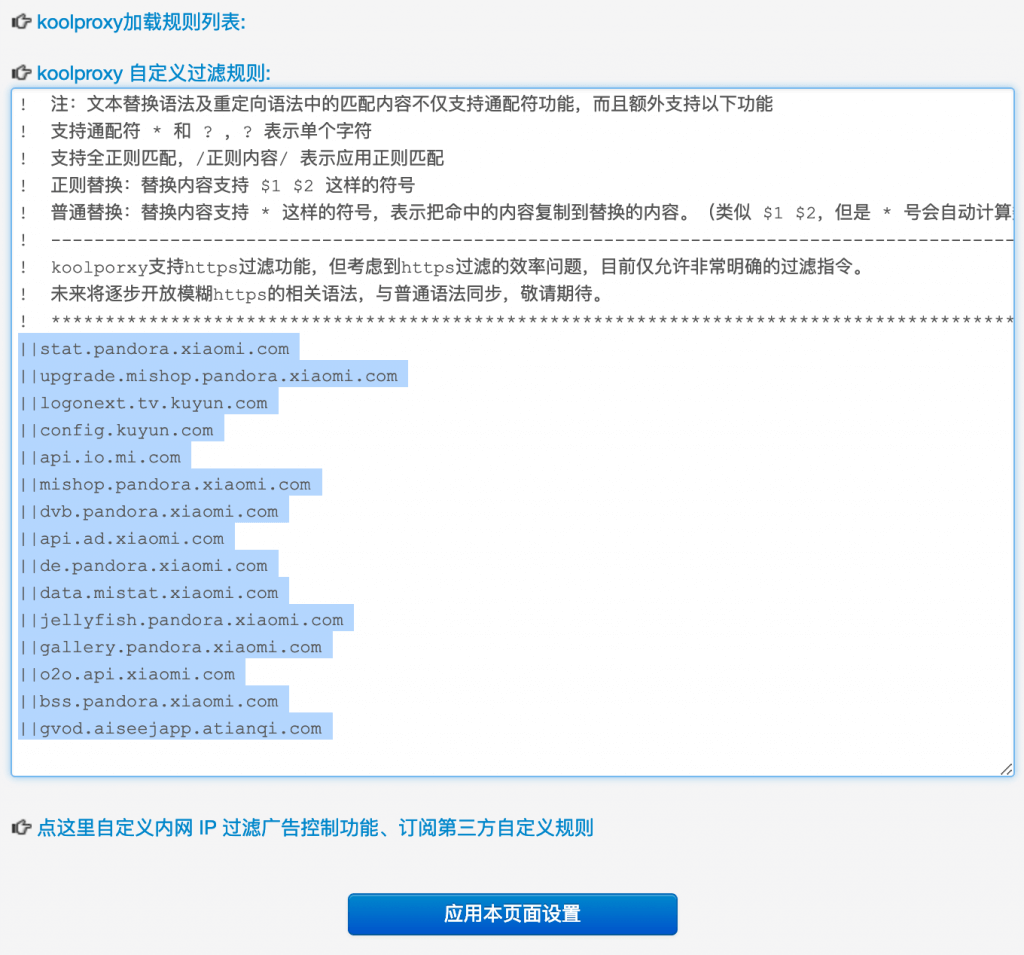 koolproxy加载规则列表:
koolproxy 自定义过滤规则:
!  注：文本替换语法及重定向语法中的匹配内容不仅支持通配符功能，而且额外支持以下功能
!  支持通配符 * 和 ? ，? 表示单个字符
!  支持全正则匹配，/正则内容/ 表示应用正则匹配
!  正则替换：替换内容支持 $1 $2 这样的符号
!  普通替换：替换内容支持 * 这样的符号，表示把命中的内容复制到替换的内容。（类似 $1 $2，但是 * 号会自动计算
!  -----------------------------------------------------------------------------------------
!  koolporxy支持https过滤功能，但考虑到https过滤的效率问题，目前仅允许非常明确的过滤指令。
!  未来将逐步开放模糊https的相关语法，与普通语法同步，敬请期待。
!  *****************************************************************************************
||stat.pandora.xiaomi.com
||upgrade.mishop.pandora.xiaomi.com
||logonext.tv.kuyun.com
||config.kuyun.com
||api.io.mi.com
||mishop.pandora.xiaomi.com
||dvb.pandora.xiaomi.com
||api.ad.xiaomi.com
||de.pandora.xiaomi.com
||data.mistat.xiaomi.com
||jellyfish.pandora.xiaomi.com
||gallery.pandora.xiaomi.com
||o2o.api.xiaomi.com
||bss.pandora.xiaomi.com
||gvod.aiseejapp.atianqi.com
点这里自定义内网 IP 过滤广告控制功能、订阅第三方自定义规则
应用本页面设置